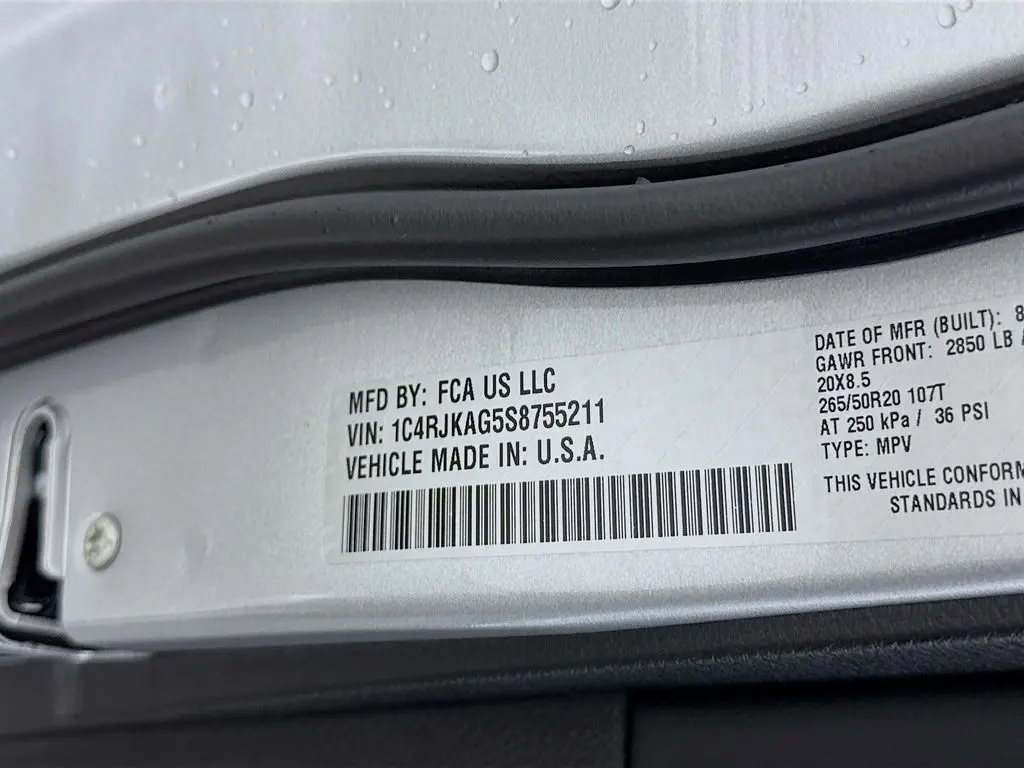 MFD BY: FCA US LLC
VIN: 1C4RJKAG5S8755211
VEHICLE MADE IN: U.S.A.
DATE OF MFR (BUILT): 8
GAWR FRONT: 2850 LB
20X8.5
265/50R20 107T
AT 250 kPa / 36 PSI
TYPE: MPV
THIS VEHICLE CONFORM
STANDARDS IN